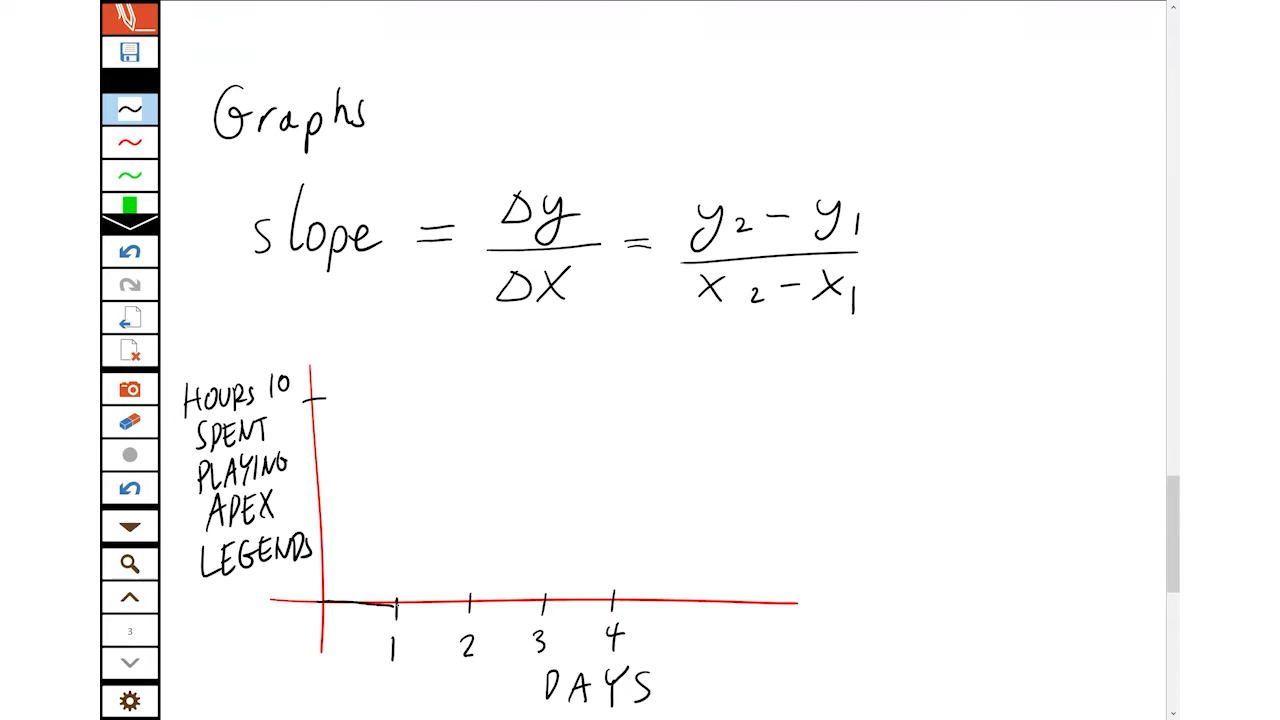 Graphs
slope = Δy / Δx = y₂ - y₁ / x₂ - x₁
HOURS 10
SPENT
PLAYING
APEX
LEGENDS
1 2 3 4
DAYS
3